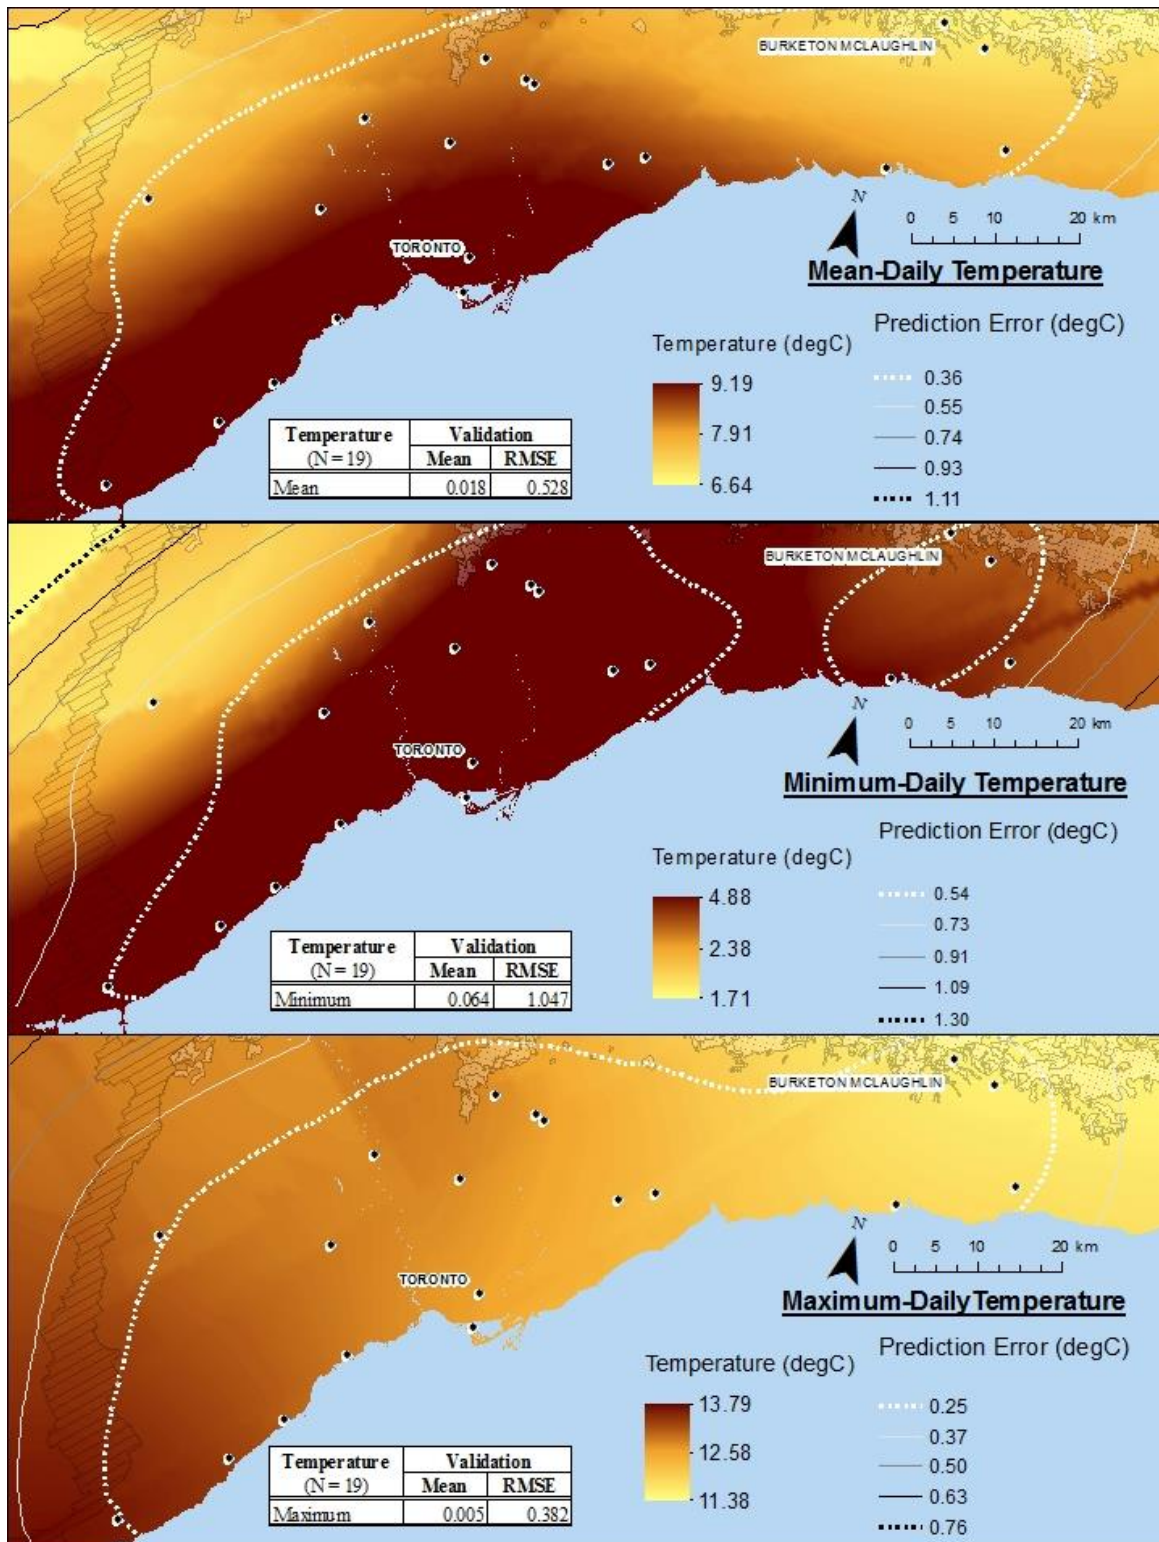 BURKETON MCLAUGHLIN
TORONTO
N
0 5 10 20 km
Mean-Daily Temperature
Prediction Error (degC)
Temperature (degC)
9.19
7.91
6.64
0.36
0.55
0.74
0.93
1.11
Temperature Validation
(N = 19) Mean RMSE
Mean 0.018 0.528
BURKETON MCLAUGHLIN
TORONTO
N
0 5 10 20 km
Minimum-Daily Temperature
Prediction Error (degC)
Temperature (degC)
4.88
2.38
1.71
0.54
0.73
0.91
1.09
1.30
Temperature Validation
(N = 19) Mean RMSE
Minimum 0.064 1.047
BURKETON MCLAUGHLIN
TORONTO
N
0 5 10 20 km
Maximum-Daily Temperature
Prediction Error (degC)
Temperature (degC)
13.79
12.58
11.38
0.25
0.37
0.50
0.63
0.76
Temperature Validation
(N = 19) Mean RMSE
Maximum 0.005 0.382